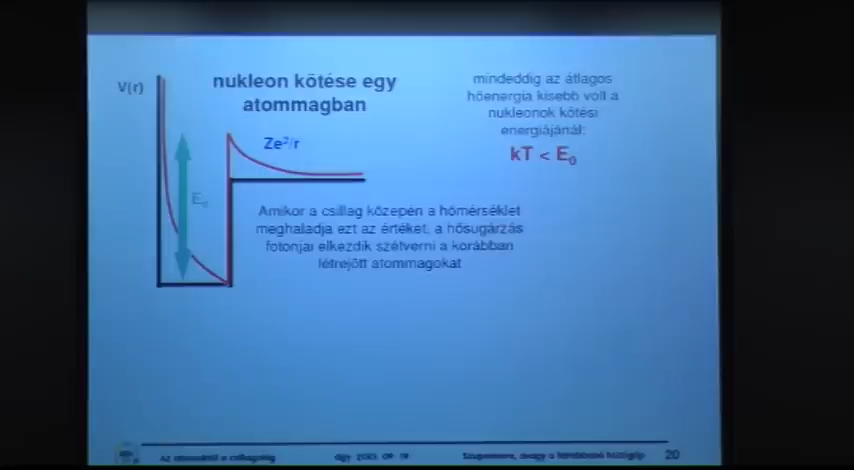 V(r)
nukleon kötése egy
atommagban
Ze²/r
E₀
mindeddig az átlagos
hőenergia kisebb volt a
nukleonok kötési
energiájánál:
kT < E₀
Amikor a csillag közepén a hőmérséklet
meghaladja ezt az értéket, a hősugárzás
fotonjai elkezdik szétverni a korábban
létrejött atommagokat
Az atomoktól a csillagokig
20